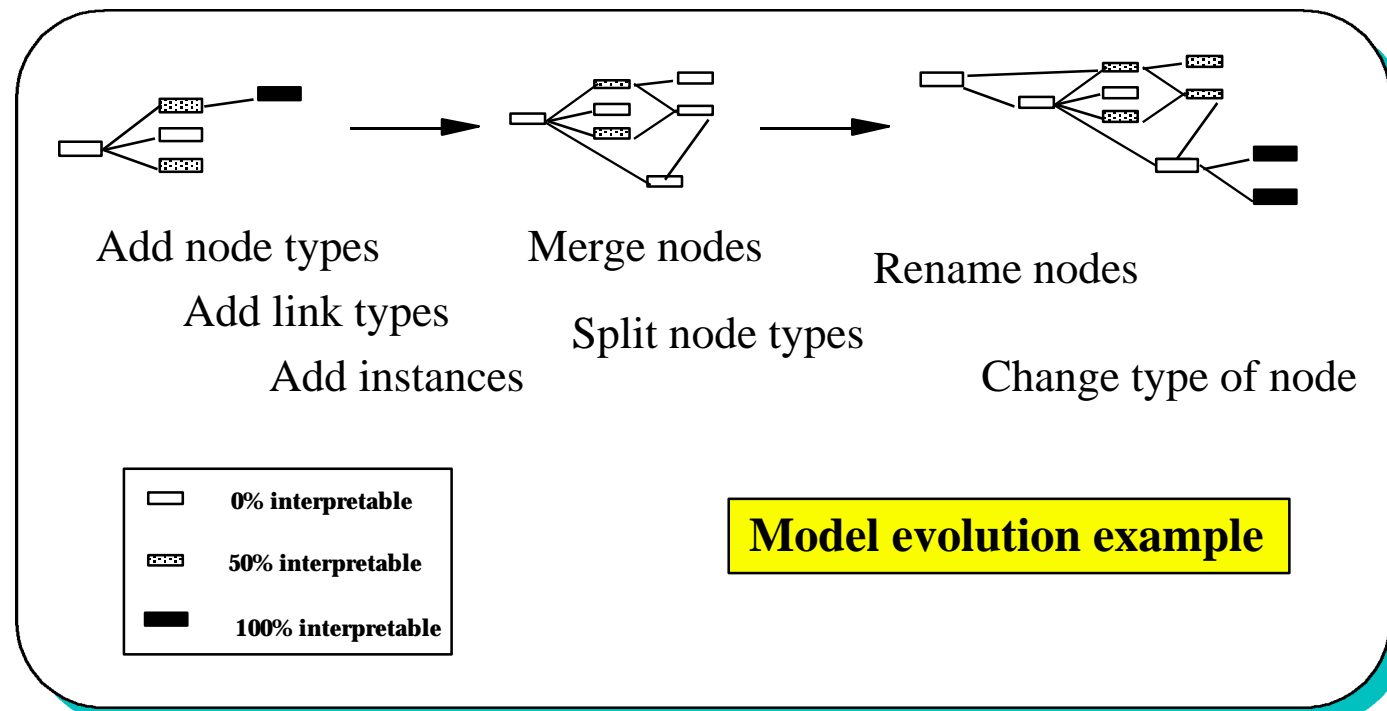 Add node types
Add link types
Add instances
Merge nodes
Split node types
Rename nodes
Change type of node
0% interpretable
50% interpretable
100% interpretable
Model evolution example